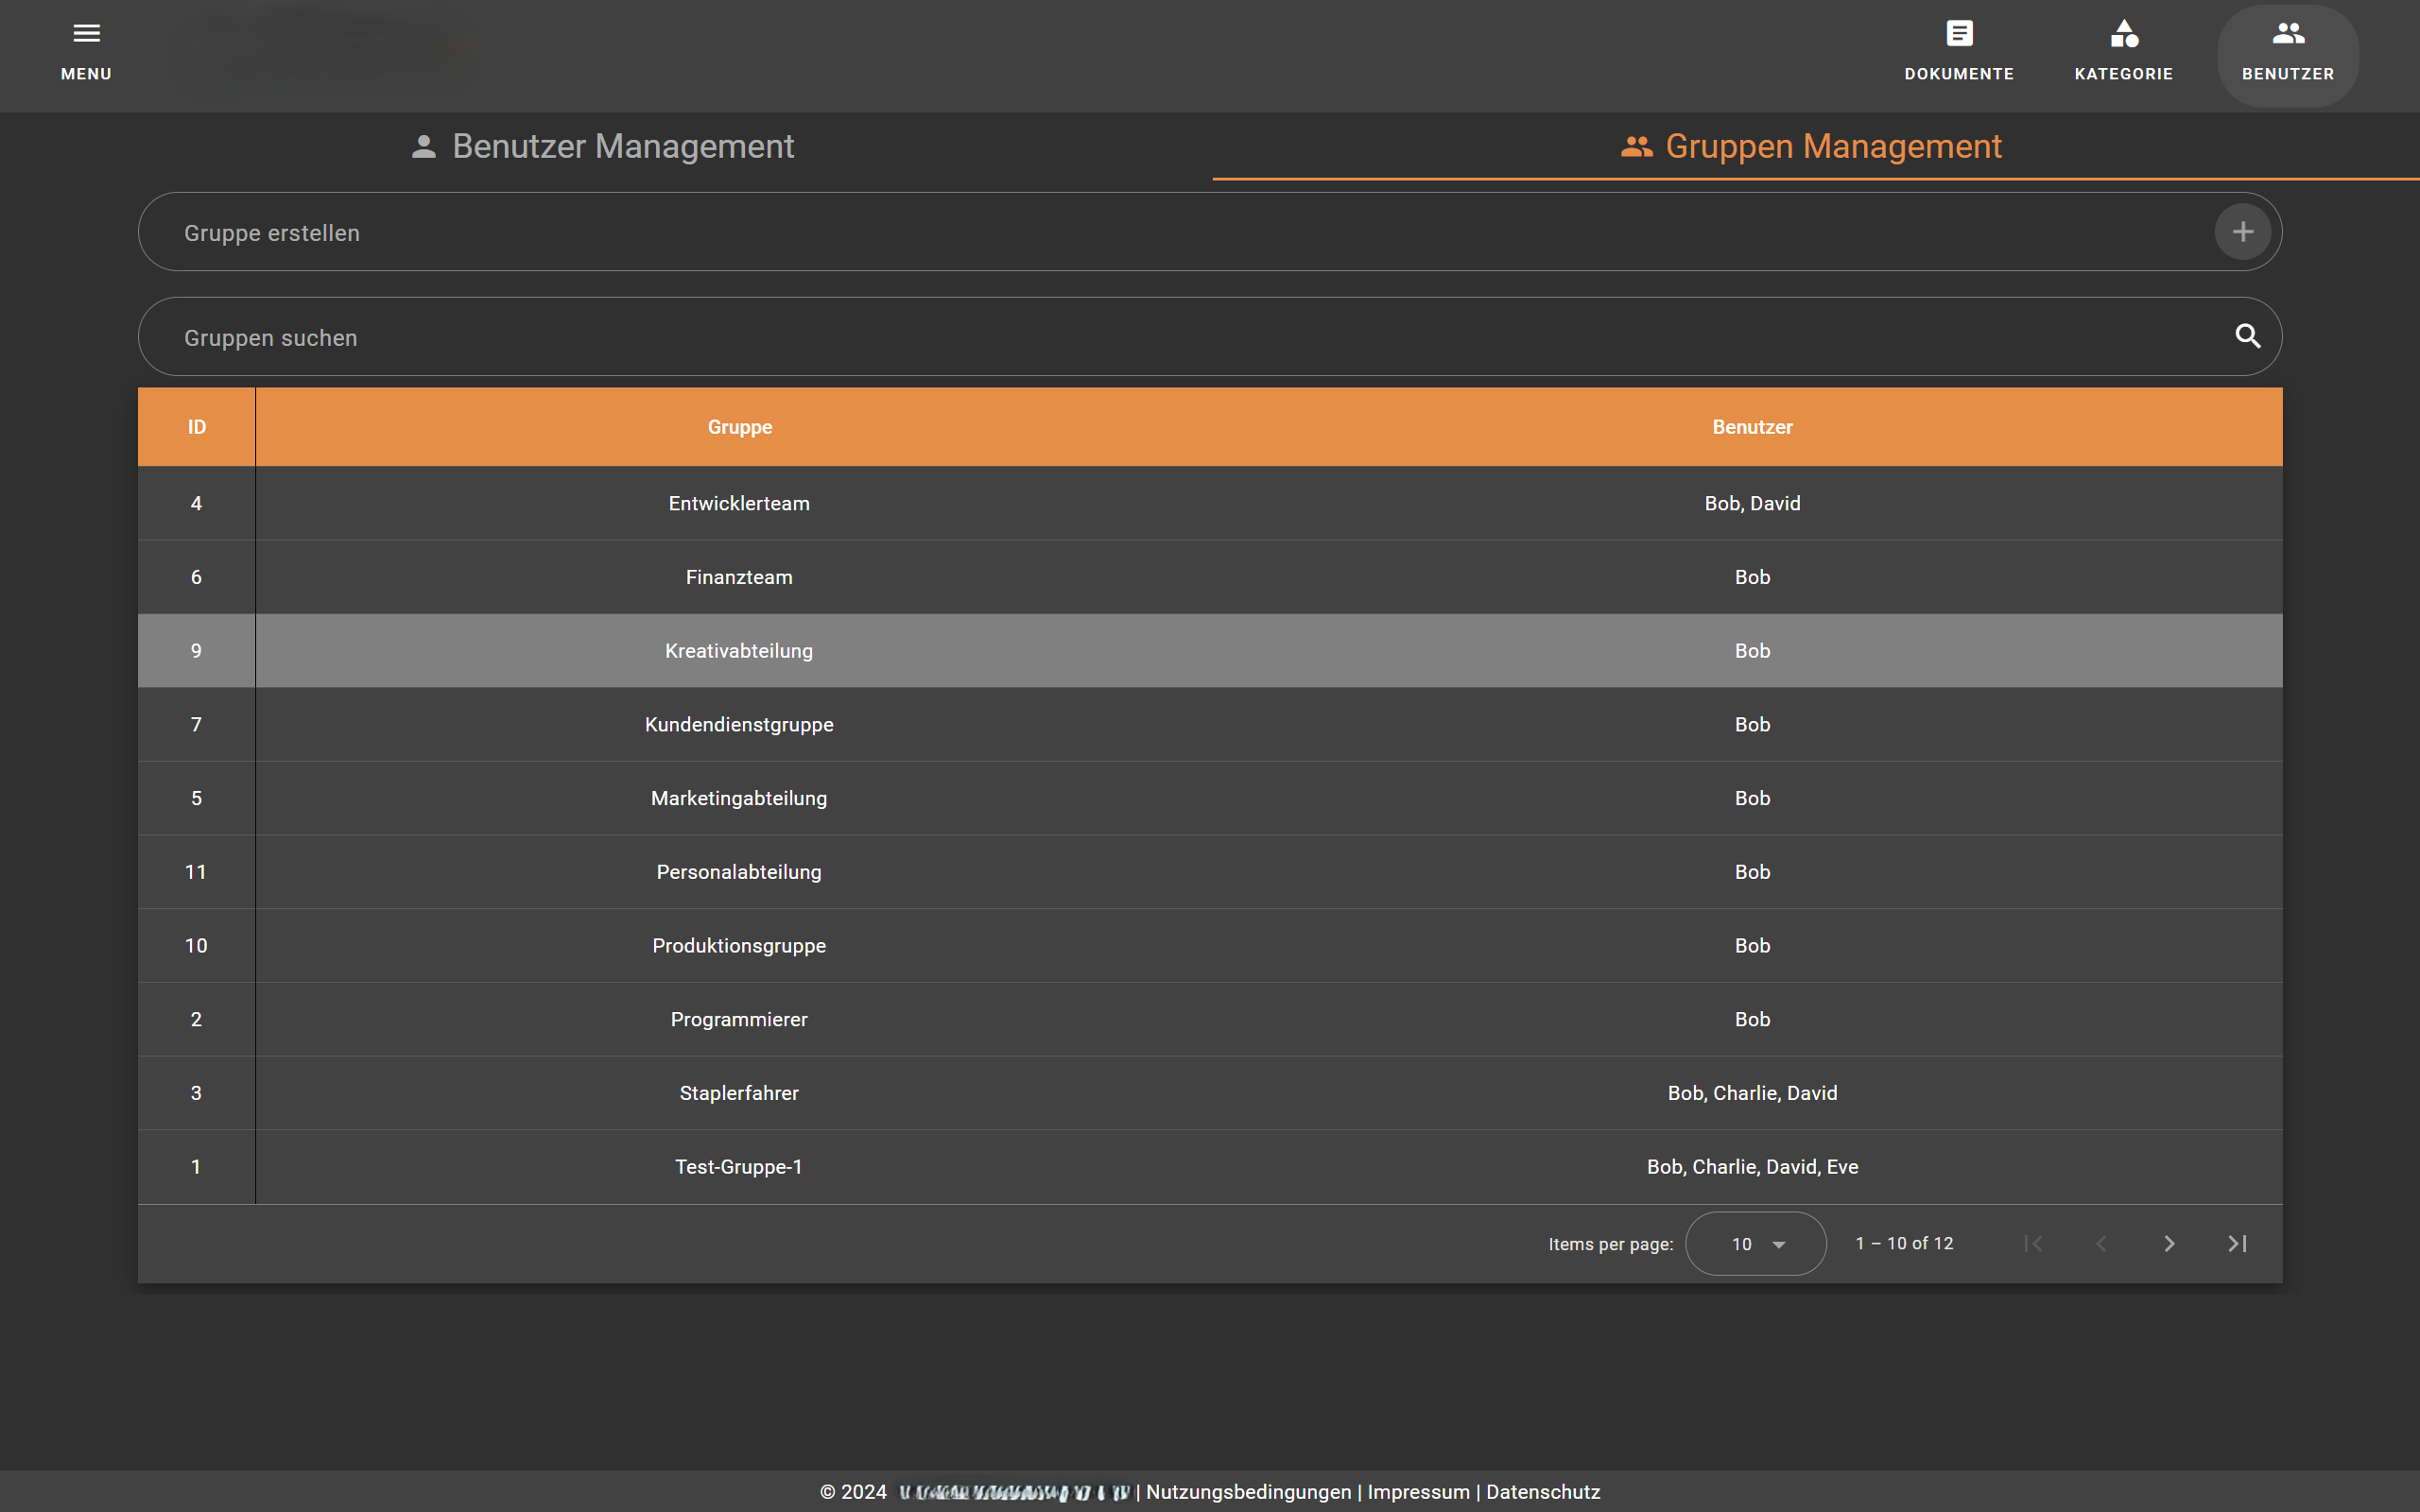 MENU
DOKUMENTE
KATEGORIE
BENUTZER
Benutzer Management
Gruppen Management
Gruppe erstellen
Gruppen suchen
ID Gruppe Benutzer
4 Entwicklerteam Bob, David
6 Finanzteam Bob
9 Kreativabteilung Bob
7 Kundendienstgruppe Bob
5 Marketingabteilung Bob
11 Personalabteilung Bob
10 Produktionsgruppe Bob
2 Programmierer Bob
3 Staplerfahrer Bob, Charlie, David
1 Test-Gruppe-1 Bob, Charlie, David, Eve
Items per page: 10 1 – 10 of 12
© 2024 | Nutzungsbedingungen | Impressum | Datenschutz